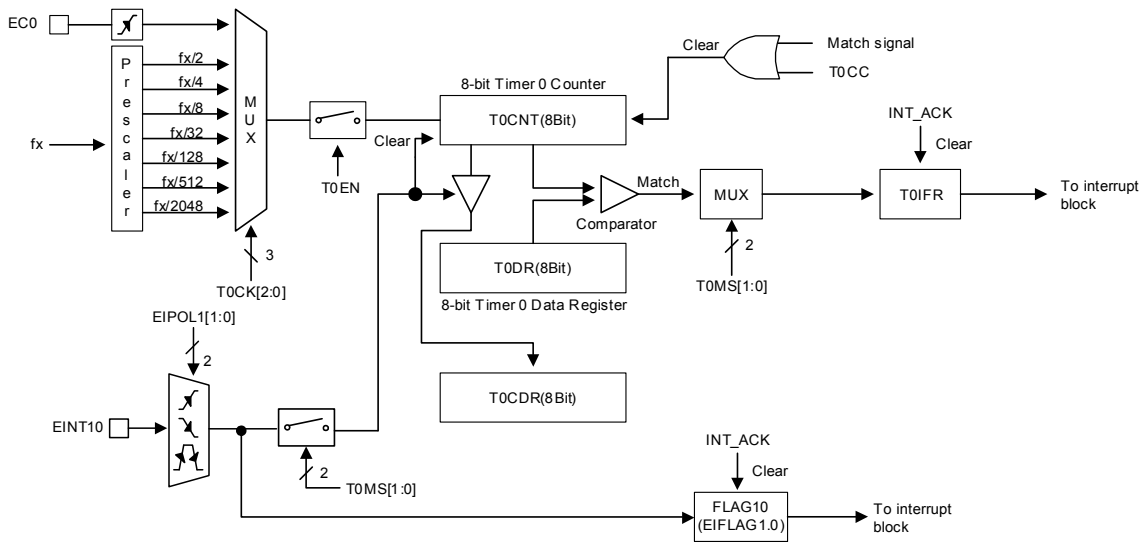 EC0
Prescaler
fx
fx/2
fx/4
fx/8
fx/32
fx/128
fx/512
fx/2048
MUX
3
T0CK[2:0]
T0EN
8-bit Timer 0 Counter
T0CNT(8Bit)
Clear
Clear
Match signal
T0CC
Match
Comparator
MUX
2
T0MS[1:0]
INT_ACK
Clear
T0IFR
To interrupt
block
T0DR(8Bit)
8-bit Timer 0 Data Register
T0CDR(8Bit)
EIPOL1[1:0]
2
EINT10
2
T0MS[1:0]
INT_ACK
Clear
FLAG10
(EIFLAG1.0)
To interrupt
block